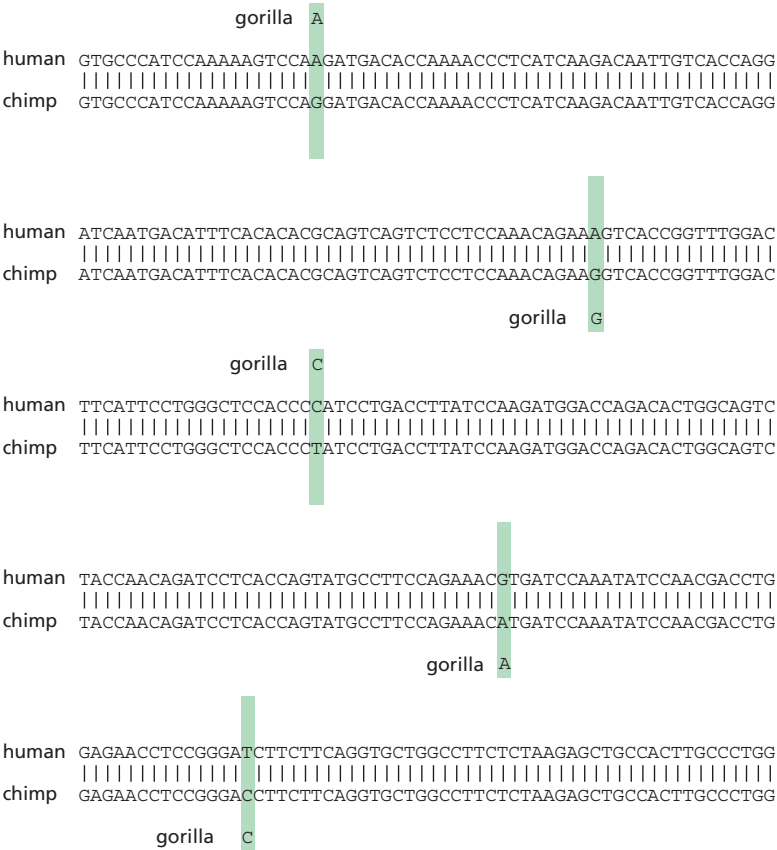 gorilla A
human GTGCCCATCCAAAAAGTCCAAGATGACACCAAAACCCTCATCAAGACAATTGTCACCAGG
chimp GTGCCCATCCAAAAAGTCCAGGATGACACCAAAACCCTCATCAAGACAATTGTCACCAGG
human ATCAATGACATTTCACACACGCAGTCAGTCTCCTCCAAACAGAAAGTCACCGGTTTGGAC
chimp ATCAATGACATTTCACACACGCAGTCAGTCTCCTCCAAACAGAAGGTCACCGGTTTGGAC
gorilla G
gorilla C
human TTCATTCCTGGGCTCCACCCCATCCTGACCTTATCCAAGATGGACCAGACACTGGCAGTC
chimp TTCATTCCTGGGCTCCACCCTATCCTGACCTTATCCAAGATGGACCAGACACTGGCAGTC
human TACCAACAGATCCTCACCAGTATGCCTTCCAGAAACGTGATCCAAATATCCAACGACCTG
chimp TACCAACAGATCCTCACCAGTATGCCTTCCAGAAACATGATCCAAATATCCAACGACCTG
gorilla A
human GAGAACCTCCGGGATCTTCTTCAGGTGCTGGCCTTCTCTAAGAGCTGCCACTTGCCCTGG
chimp GAGAACCTCCGGGACCTTCTTCAGGTGCTGGCCTTCTCTAAGAGCTGCCACTTGCCCTGG
gorilla C